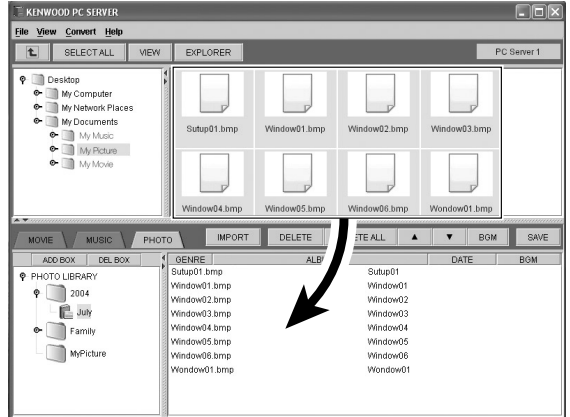 KENWOOD PC SERVER
File View Convert Help
SELECT ALL VIEW EXPLORER PC Server 1
Desktop
My Computer
My Network Places
My Documents
My Music
My Picture
My Movie
Sutup01.bmp Window01.bmp Window02.bmp Window03.bmp
Window04.bmp Window05.bmp Window06.bmp Wondow01.bmp
MOVIE MUSIC PHOTO IMPORT DELETE ETE ALL ▲ ▼ BGM SAVE
ADD BOX DEL BOX GENRE ALB DATE BGM
PHOTO LIBRARY
2004
July
Family
MyPicture
Sutup01.bmp Sutup01
Window01.bmp Window01
Window02.bmp Window02
Window03.bmp Window03
Window04.bmp Window04
Window05.bmp Window05
Window06.bmp Window06
Wondow01.bmp Wondow01